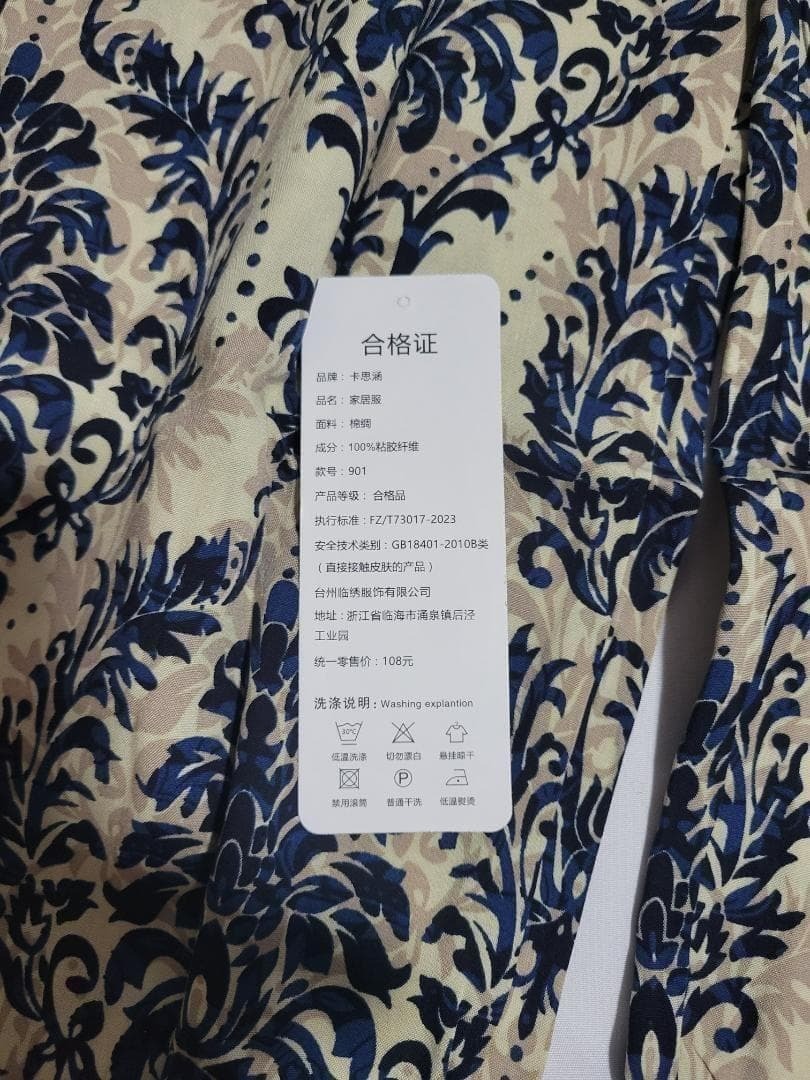 合格证
品牌：卡思涵
品名：家居服
面料：棉绸
成分：100%粘胶纤维
款号：901
产品等级：合格品
执行标准：FZ/T73017-2023
安全技术类别：GB18401-2010B类
（直接接触皮肤的产品）
台州临绣服饰有限公司
地址：浙江省临海市涌泉镇后泾
工业园
统一零售价：108元
洗涤说明：Washing explantion
30℃
低温洗涤 切勿漂白 悬挂晾干
P
禁用滚筒 普通干洗 低温熨烫